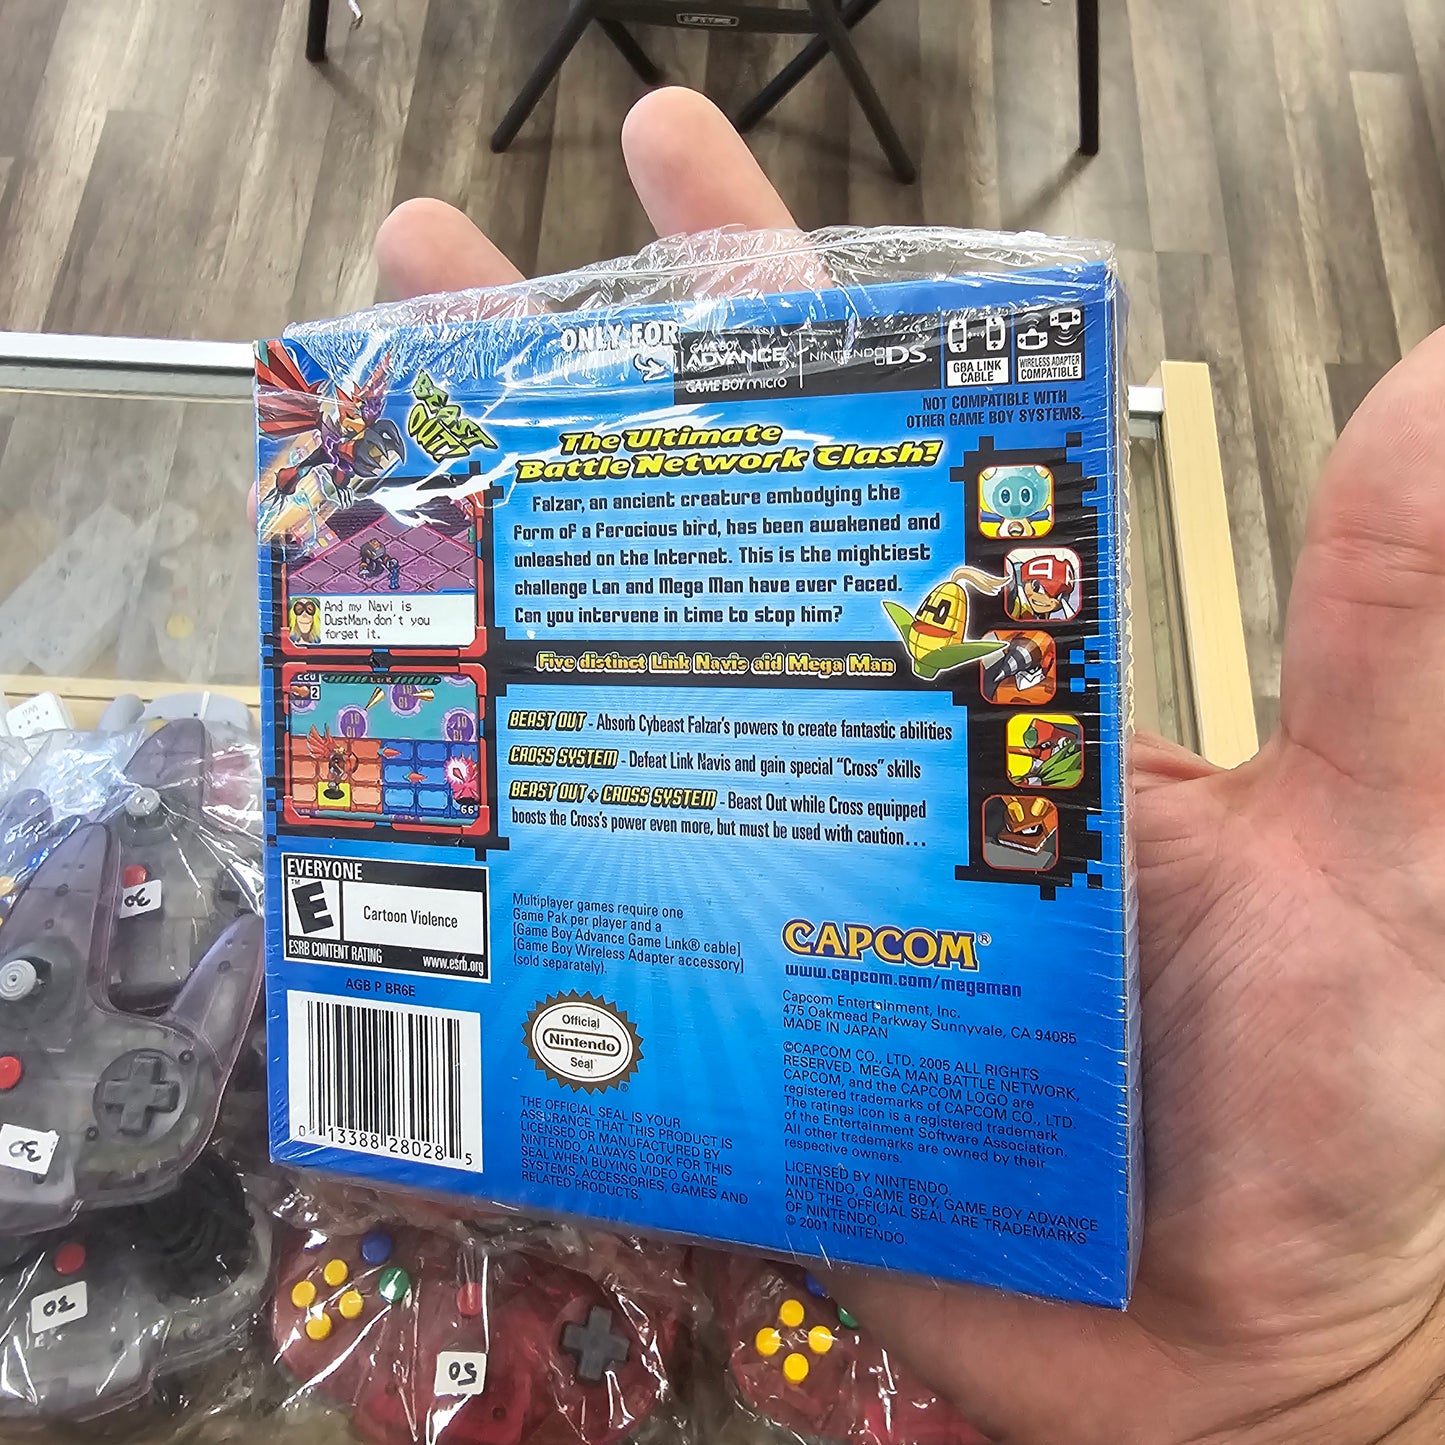 LIFETIME
ONLY FOR
GAME BOY
ADVANCE
GAME BOY micro
NINTENDO DS™
GBA LINK
CABLE
WIRELESS ADAPTER
COMPATIBLE
NOT COMPATIBLE WITH
OTHER GAME BOY SYSTEMS.
BEAST
OUT!
The Ultimate
Battle Network Clash!
Falzar, an ancient creature embodying the
form of a ferocious bird, has been awakened and
unleashed on the Internet. This is the mightiest
challenge Lan and Mega Man have ever faced.
Can you intervene in time to stop him?
And my Navi is
DustMan, don't you
forget it.
Five distinct Link Navis aid Mega Man
BEAST OUT - Absorb Cybeast Falzar's powers to create fantastic abilities
CROSS SYSTEM - Defeat Link Navis and gain special "Cross" skills
BEAST OUT + CROSS SYSTEM - Beast Out while Cross equipped
boosts the Cross's power even more, but must be used with caution...
EVERYONE
E
™
Cartoon Violence
ESRB CONTENT RATING
www.esrb.org
AGB P BR6E
0 13388 28028 5
Multiplayer games require one
Game Pak per player and a
[Game Boy Advance Game Link® cable]
[Game Boy Wireless Adapter accessory]
(sold separately).
Official
Nintendo
Seal
®
THE OFFICIAL SEAL IS YOUR
ASSURANCE THAT THIS PRODUCT IS
LICENSED OR MANUFACTURED BY
NINTENDO. ALWAYS LOOK FOR THIS
SEAL WHEN BUYING VIDEO GAME
SYSTEMS, ACCESSORIES, GAMES AND
RELATED PRODUCTS.
CAPCOM®
www.capcom.com/megaman
Capcom Entertainment, Inc.
475 Oakmead Parkway Sunnyvale, CA 94085
MADE IN JAPAN
©CAPCOM CO., LTD. 2005 ALL RIGHTS
RESERVED. MEGA MAN BATTLE NETWORK,
CAPCOM, and the CAPCOM LOGO are
registered trademarks of CAPCOM CO., LTD.
The ratings icon is a registered trademark
of the Entertainment Software Association.
All other trademarks are owned by their
respective owners.
LICENSED BY NINTENDO.
NINTENDO, GAME BOY, GAME BOY ADVANCE
AND THE OFFICIAL SEAL ARE TRADEMARKS
OF NINTENDO.
© 2001 NINTENDO.
30
30
30
50